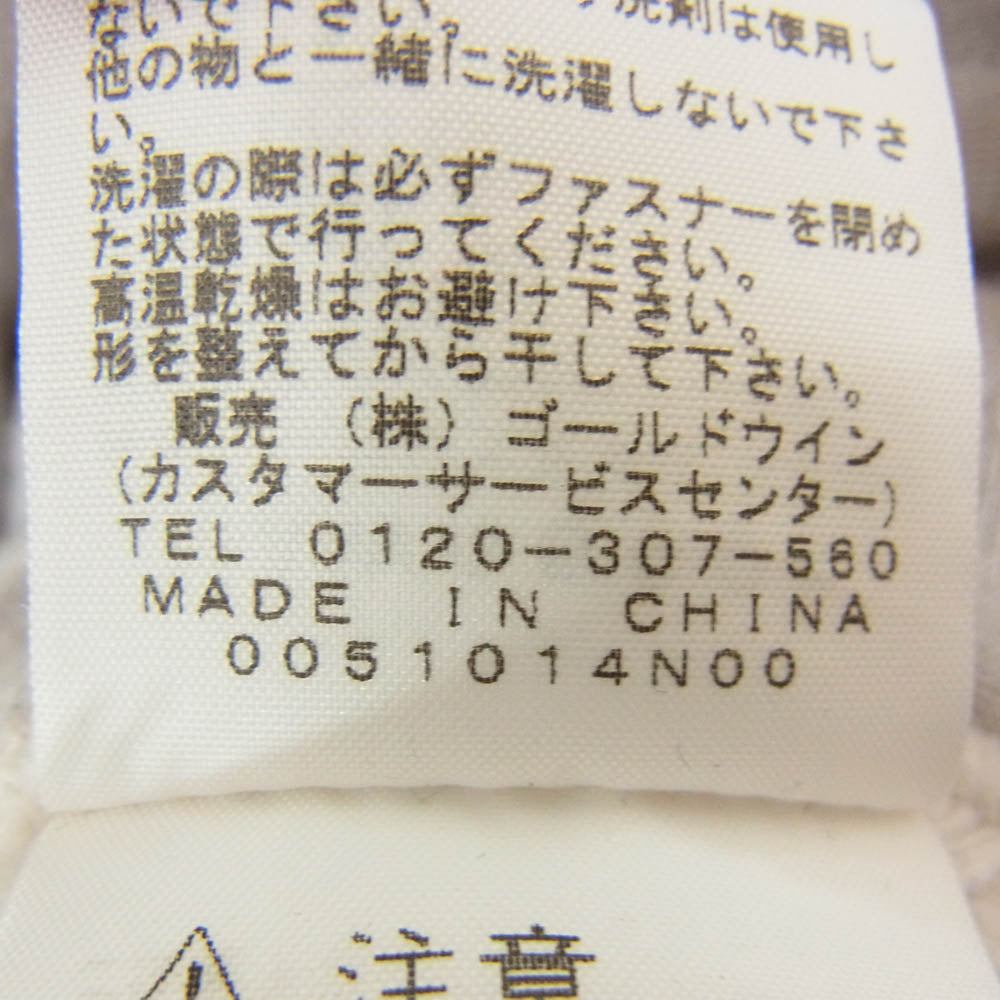 洗剤は使用し
ないで下さい。
他の物と一緒に洗濯しないで下さ
い。
洗濯の際は必ずファスナーを閉め
た状態で行ってください。
高温乾燥はお避け下さい。
形を整えてから干して下さい。
販売 (株) ゴールドウイン
(カスタマーサービスセンター)
TEL 0120-307-560
MADE IN CHINA
0051014N00
注意